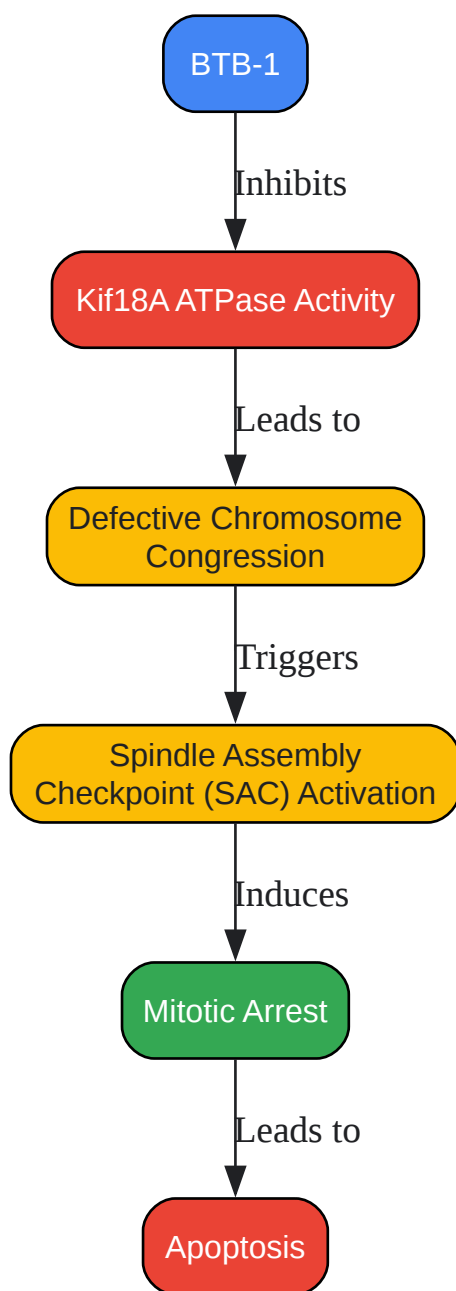 BTB-1
Inhibits
Kif18A ATPase Activity
Leads to
Defective Chromosome
Congression
Triggers
Spindle Assembly
Checkpoint (SAC) Activation
Induces
Mitotic Arrest
Leads to
Apoptosis